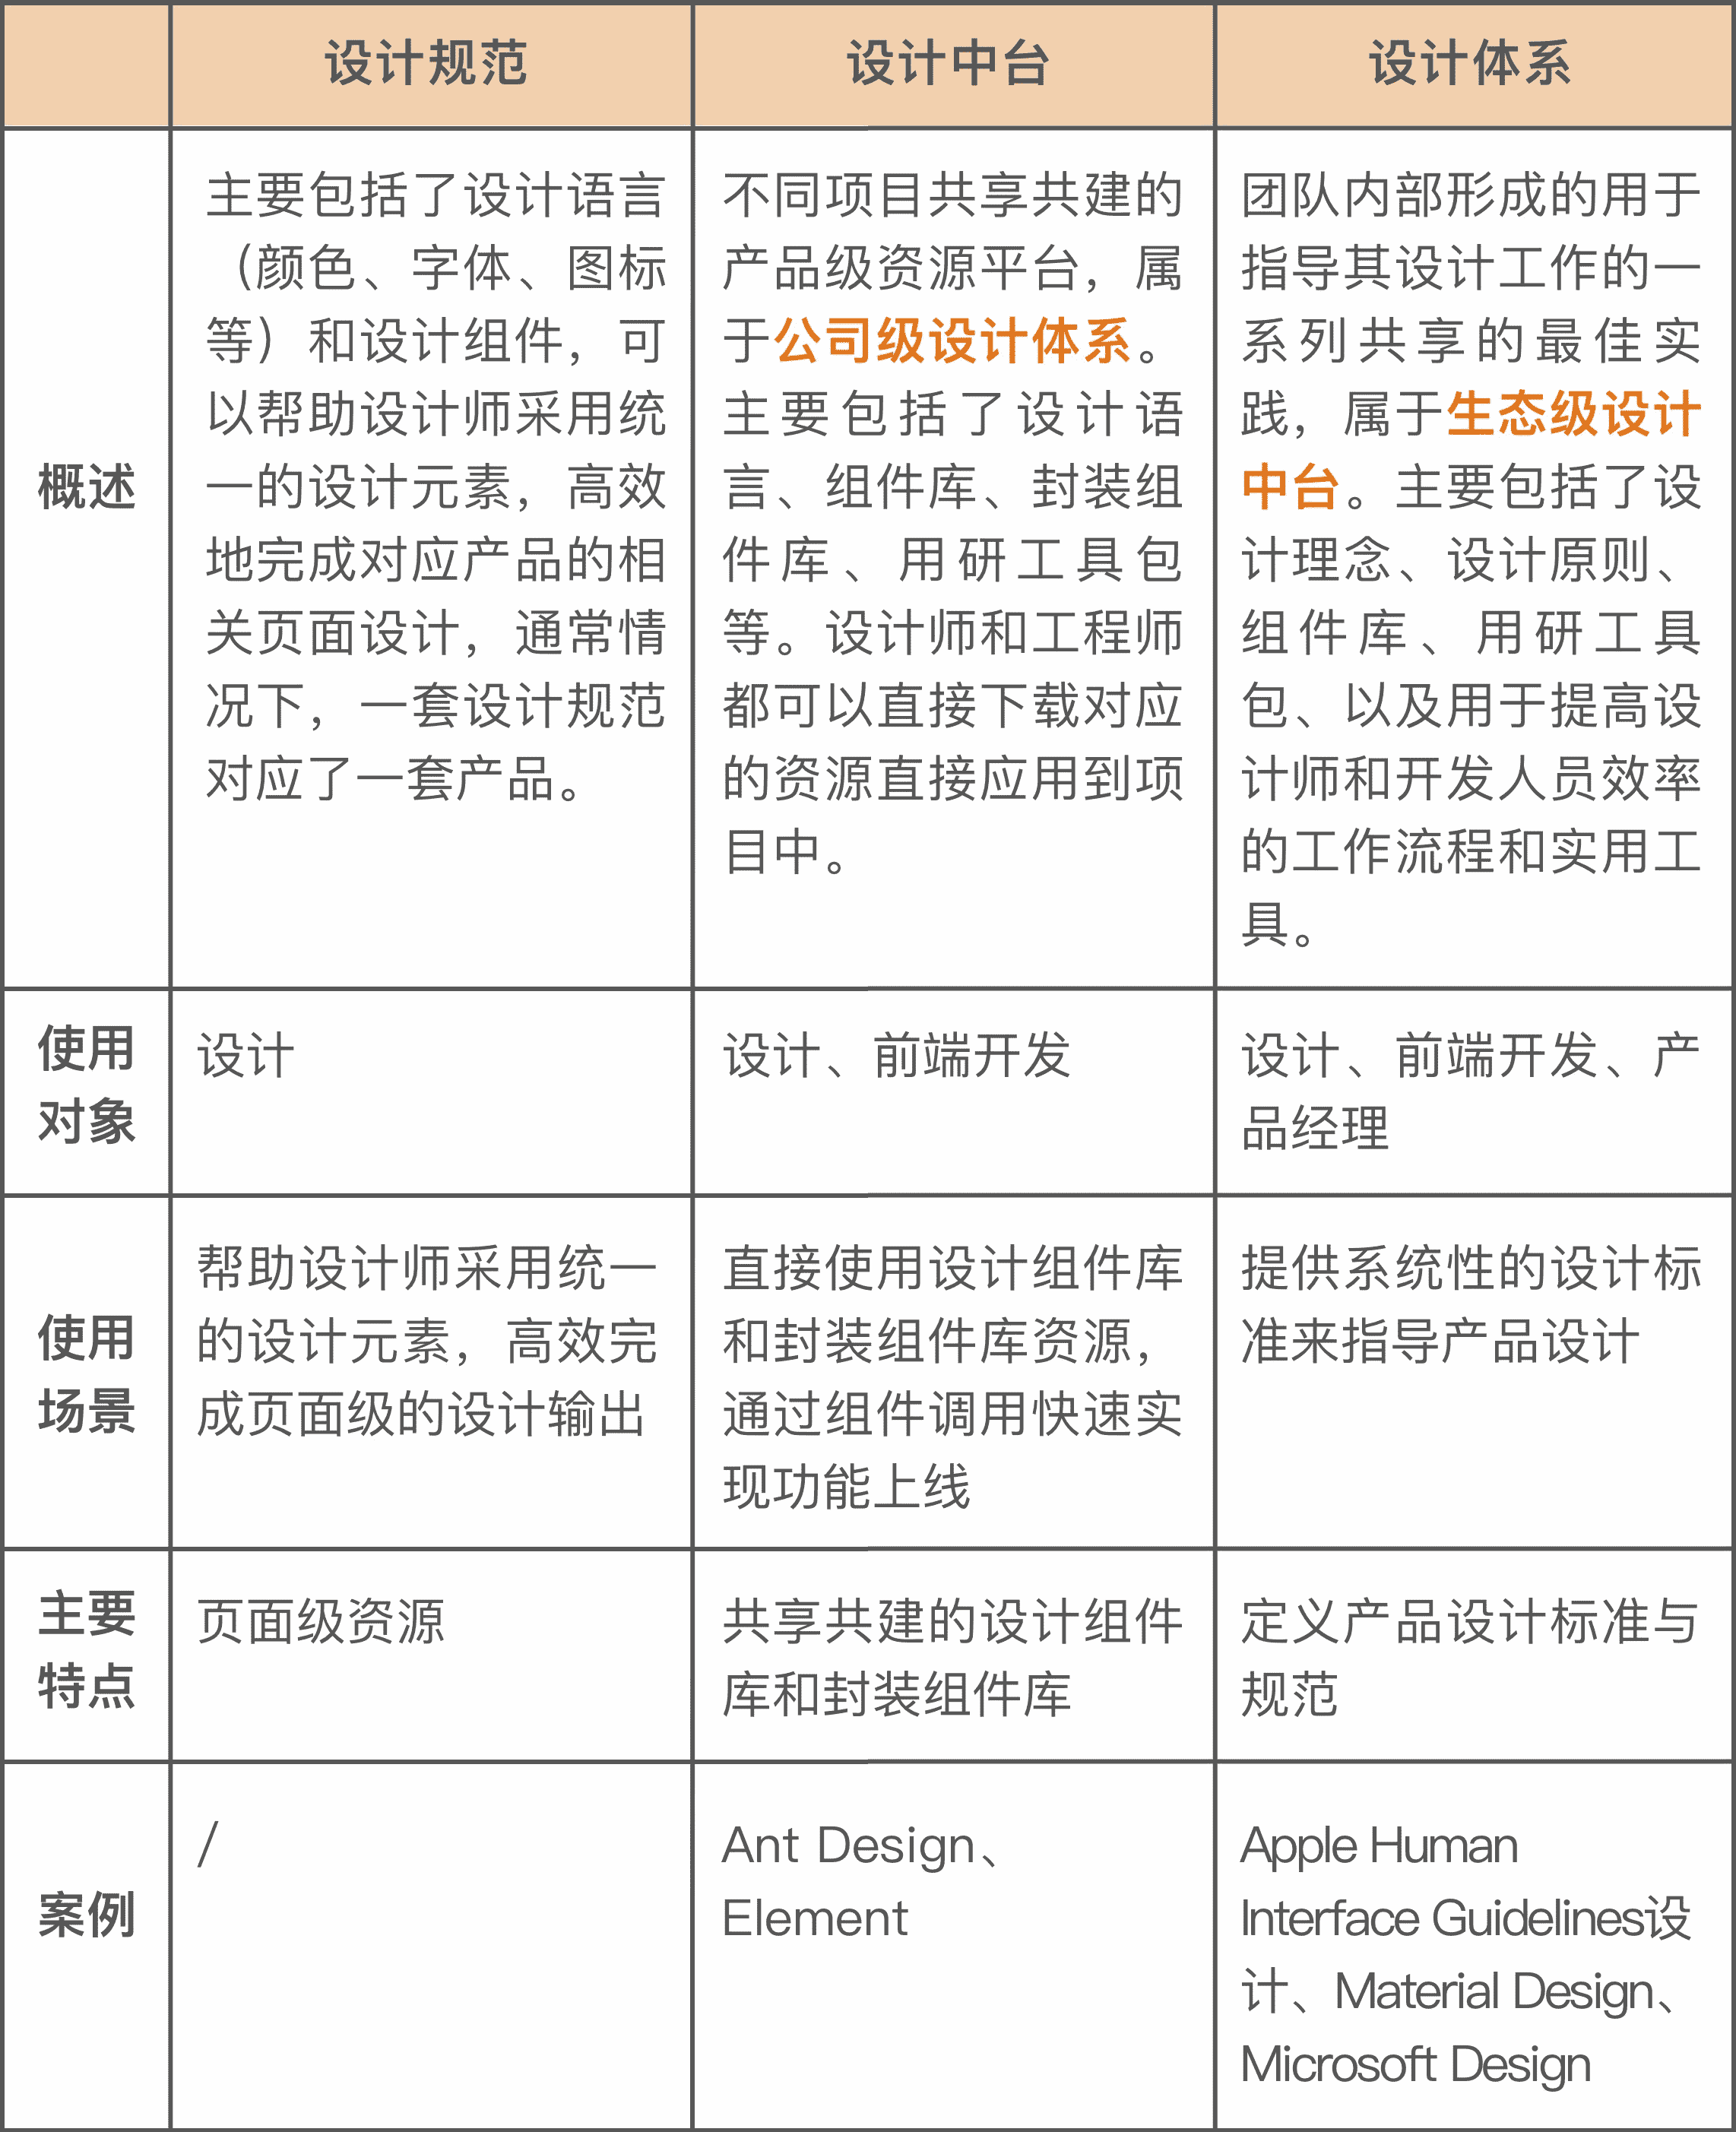 设计规范
设计中台
设计体系
概述
主要包括了设计语言
（颜色、字体、图标
等）和设计组件，可
以帮助设计师采用统
一的设计元素，高效
地完成对应产品的相
关页面设计，通常情
况下，一套设计规范
对应了一套产品。
不同项目共享共建的
产品级资源平台，属
于公司级设计体系。
主要包括了设计语
言、组件库、封装组
件库、用研工具包
等。设计师和工程师
都可以直接下载对应
的资源直接应用到项
目中。
团队内部形成的用于
指导其设计工作的一
系列共享的最佳实
践，属于生态级设计
中台。主要包括了设
计理念、设计原则、
组件库、用研工具
包、以及用于提高设
计师和开发人员效率
的工作流程和实用工
具。
使用
对象
设计
设计、前端开发
设计、前端开发、产
品经理
使用
场景
帮助设计师采用统一
的设计元素，高效完
成页面级的设计输出
直接使用设计组件库
和封装组件库资源，
通过组件调用快速实
现功能上线
提供系统性的设计标
准来指导产品设计
主要
特点
页面级资源
共享共建的设计组件
库和封装组件库
定义产品设计标准与
规范
案例
/
Ant Design、
Element
Apple Human
Interface Guidelines设
计、Material Design、
Microsoft Design